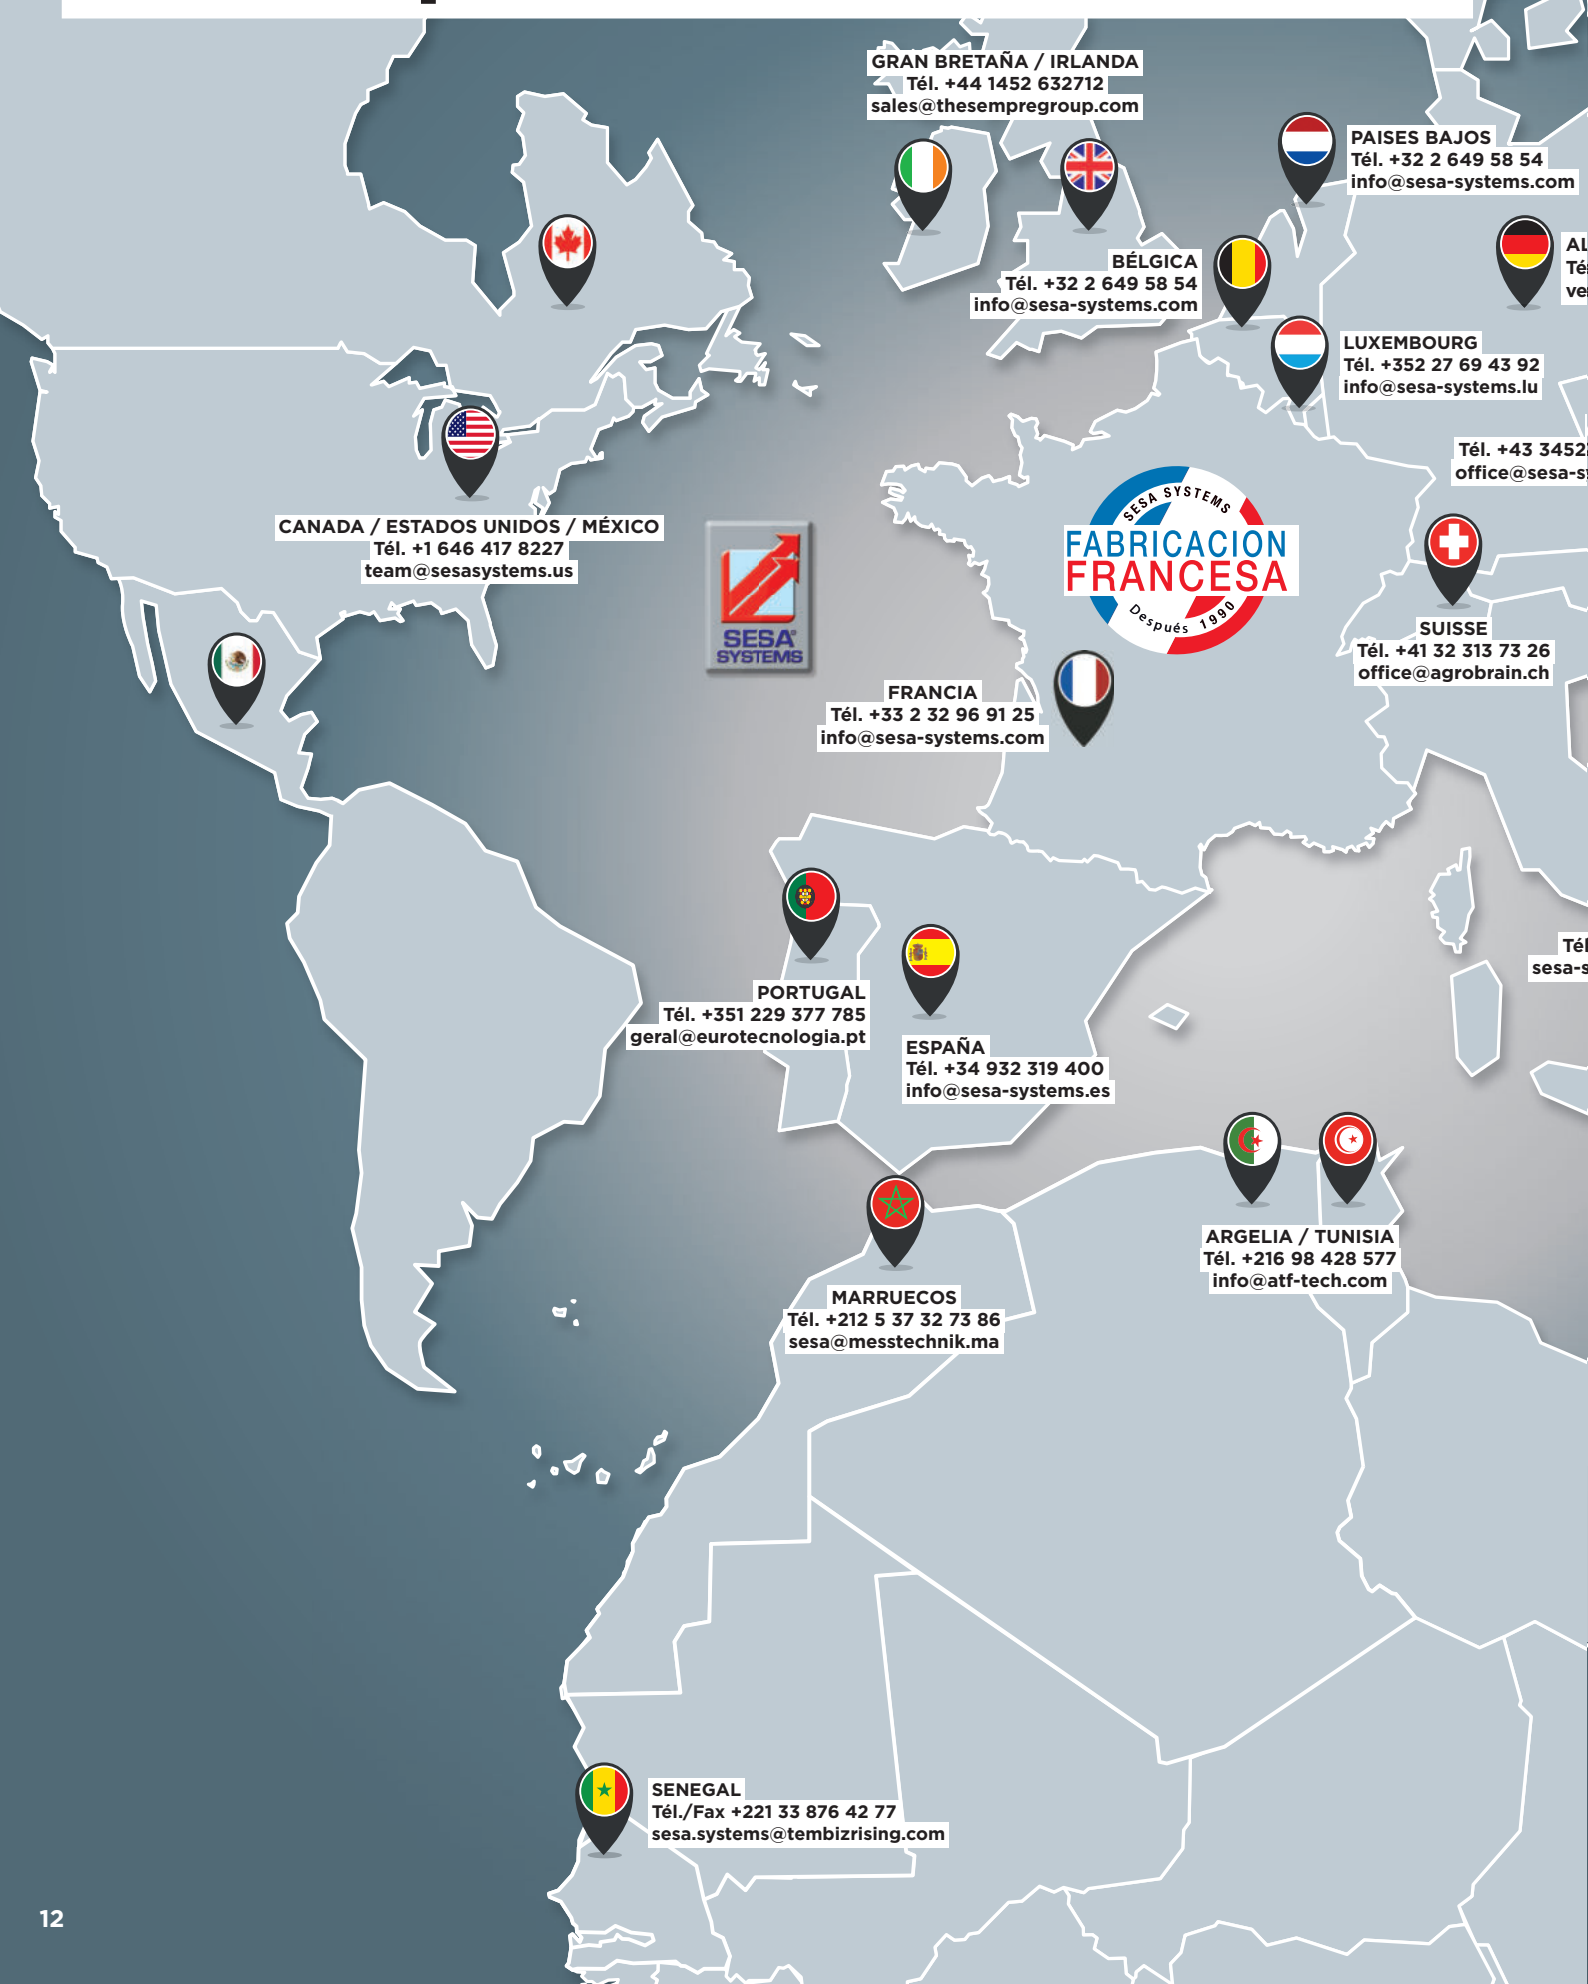 GRAN BRETAÑA / IRLANDA
Tél. +44 1452 632712
sales@thesempregroup.com
PAISES BAJOS
Tél. +32 2 649 58 54
info@sesa-systems.com
BÉLGICA
Tél. +32 2 649 58 54
info@sesa-systems.com
LUXEMBOURG
Tél. +352 27 69 43 92
info@sesa-systems.lu
Tél. +43 3452
office@sesa-s
CANADA / ESTADOS UNIDOS / MÉXICO
Tél. +1 646 417 8227
team@sesasystems.us
SESA®
SYSTEMS
SESA SYSTEMS
FABRICACION
FRANCESA
Después 1990
SUISSE
Tél. +41 32 313 73 26
office@agrobrain.ch
FRANCIA
Tél. +33 2 32 96 91 25
info@sesa-systems.com
Tél
sesa-s
PORTUGAL
Tél. +351 229 377 785
geral@eurotecnologia.pt
ESPAÑA
Tél. +34 932 319 400
info@sesa-systems.es
ARGELIA / TUNISIA
Tél. +216 98 428 577
info@atf-tech.com
MARRUECOS
Tél. +212 5 37 32 73 86
sesa@messtechnik.ma
SENEGAL
Tél./Fax +221 33 876 42 77
sesa.systems@tembizrising.com
12